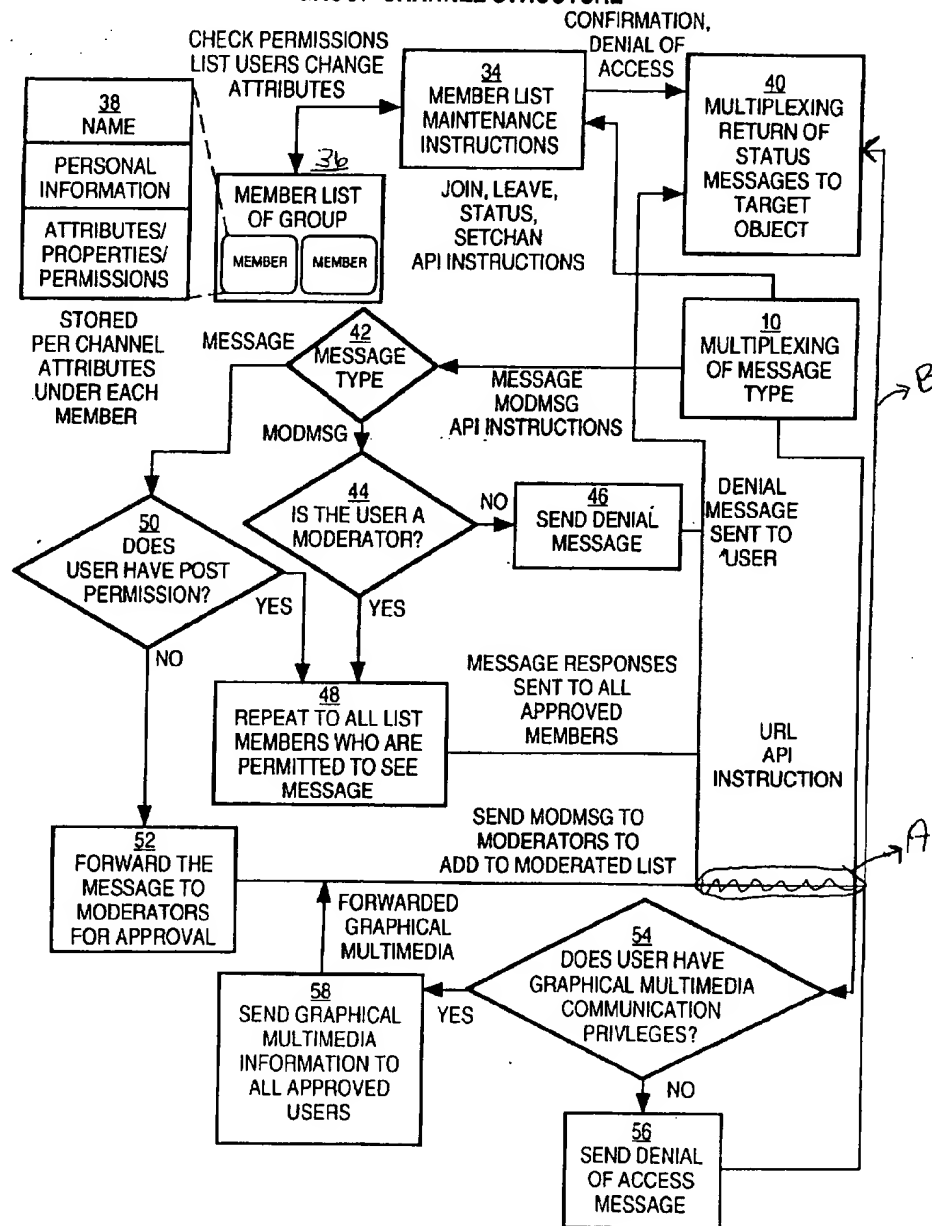 GROUP CHANNEL STRUCTURE
CONFIRMATION,
DENIAL OF
ACCESS
CHECK PERMISSIONS
LIST USERS CHANGE
ATTRIBUTES
38
NAME
PERSONAL
INFORMATION
ATTRIBUTES/
PROPERTIES/
PERMISSIONS
STORED
PER CHANNEL
ATTRIBUTES
UNDER EACH
MEMBER
36
MEMBER LIST
OF GROUP
MEMBER
MEMBER
34
MEMBER LIST
MAINTENANCE
INSTRUCTIONS
JOIN, LEAVE,
STATUS,
SETCHAN
API INSTRUCTIONS
40
MULTIPLEXING
RETURN OF
STATUS
MESSAGES TO
TARGET
OBJECT
10
MULTIPLEXING
OF MESSAGE
TYPE
B
MESSAGE
42
MESSAGE
TYPE
MESSAGE
MODMSG
API INSTRUCTIONS
MODMSG
44
IS THE USER A
MODERATOR?
NO
46
SEND DENIAL
MESSAGE
DENIAL
MESSAGE
SENT TO
USER
50
DOES
USER HAVE POST
PERMISSION?
YES
YES
NO
48
REPEAT TO ALL LIST
MEMBERS WHO ARE
PERMITTED TO SEE
MESSAGE
MESSAGE RESPONSES
SENT TO ALL
APPROVED
MEMBERS
URL
API
INSTRUCTION
52
FORWARD THE
MESSAGE TO
MODERATORS
FOR APPROVAL
SEND MODMSG TO
MODERATORS TO
ADD TO MODERATED LIST
A
FORWARDED
GRAPHICAL
MULTIMEDIA
54
DOES USER HAVE
GRAPHICAL MULTIMEDIA
COMMUNICATION
PRIVLEGES?
YES
58
SEND GRAPHICAL
MULTIMEDIA
INFORMATION TO
ALL APPROVED
USERS
NO
56
SEND DENIAL
OF ACCESS
MESSAGE